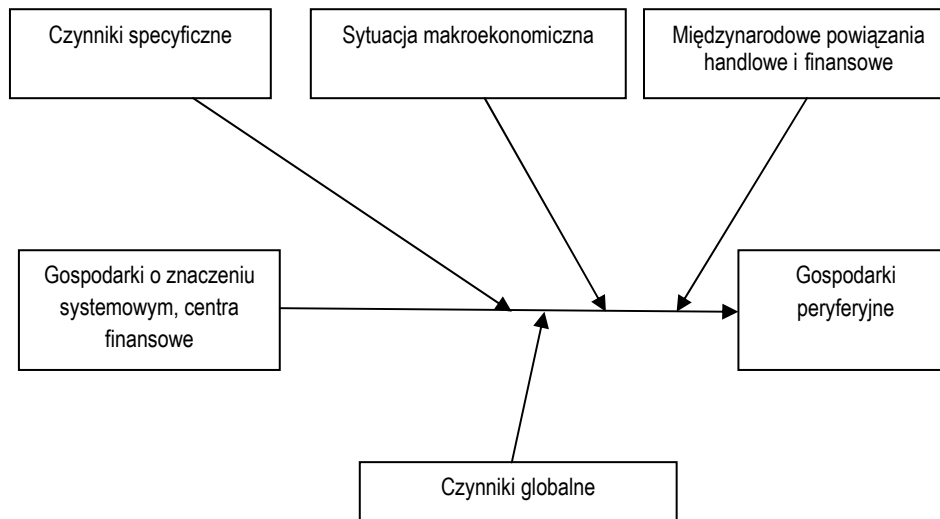 Czynniki specyficzne
Sytuacja makroekonomiczna
Międzynarodowe powiązania
handlowe i finansowe
Gospodarki o znaczeniu
systemowym, centra
finansowe
Gospodarki
peryferyjne
Czynniki globalne